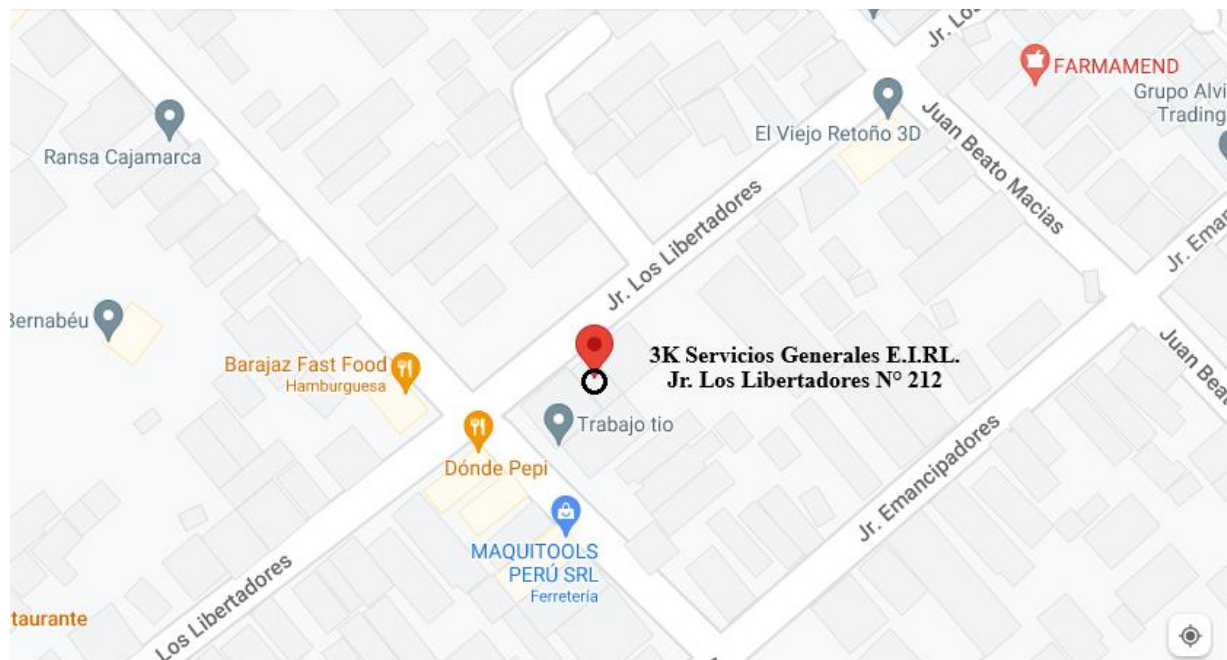 Jr. Los
FARMAMEND
Grupo Alvi
Trading
El Viejo Retoño 3D
Juan Beato Macias
Ransa Cajamarca
Jr. Los Libertadores
Jr. Ema
Bernabéu
3K Servicios Generales E.I.RL.
Jr. Los Libertadores N° 212
Juan Beato
Barajaz Fast Food
Hamburguesa
Trabajo tio
Dónde Pepi
Jr. Emancipadores
MAQUITOOLS
PERÚ SRL
Ferretería
Los Libertadores
taurante